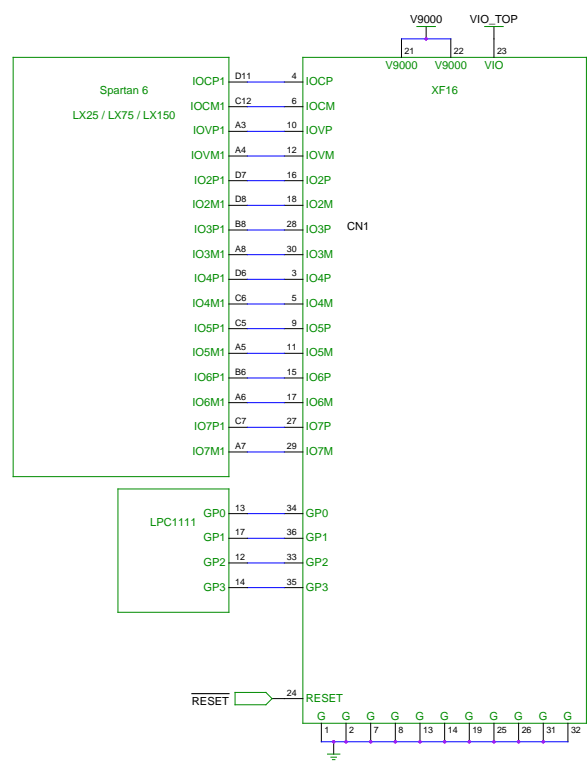 V9000 VIO_TOP
21 22 23
V9000 V9000 VIO
Spartan 6
LX25 / LX75 / LX150
XF16
IOCP1 D11 4 IOCP
IOCM1 C12 6 IOCM
IOVP1 A3 10 IOVP
IOVM1 A4 12 IOVM
IO2P1 D7 16 IO2P
IO2M1 D8 18 IO2M
IO3P1 B8 28 IO3P
CN1
IO3M1 A8 30 IO3M
IO4P1 D6 3 IO4P
IO4M1 C6 5 IO4M
IO5P1 C5 9 IO5P
IO5M1 A5 11 IO5M
IO6P1 B6 15 IO6P
IO6M1 A6 17 IO6M
IO7P1 C7 27 IO7P
IO7M1 A7 29 IO7M
LPC1111
GP0 13 34 GP0
GP1 17 36 GP1
GP2 12 33 GP2
GP3 14 35 GP3
RESET 24 RESET
G G G G G G G G G G G
1 2 7 8 13 14 19 25 26 31 32